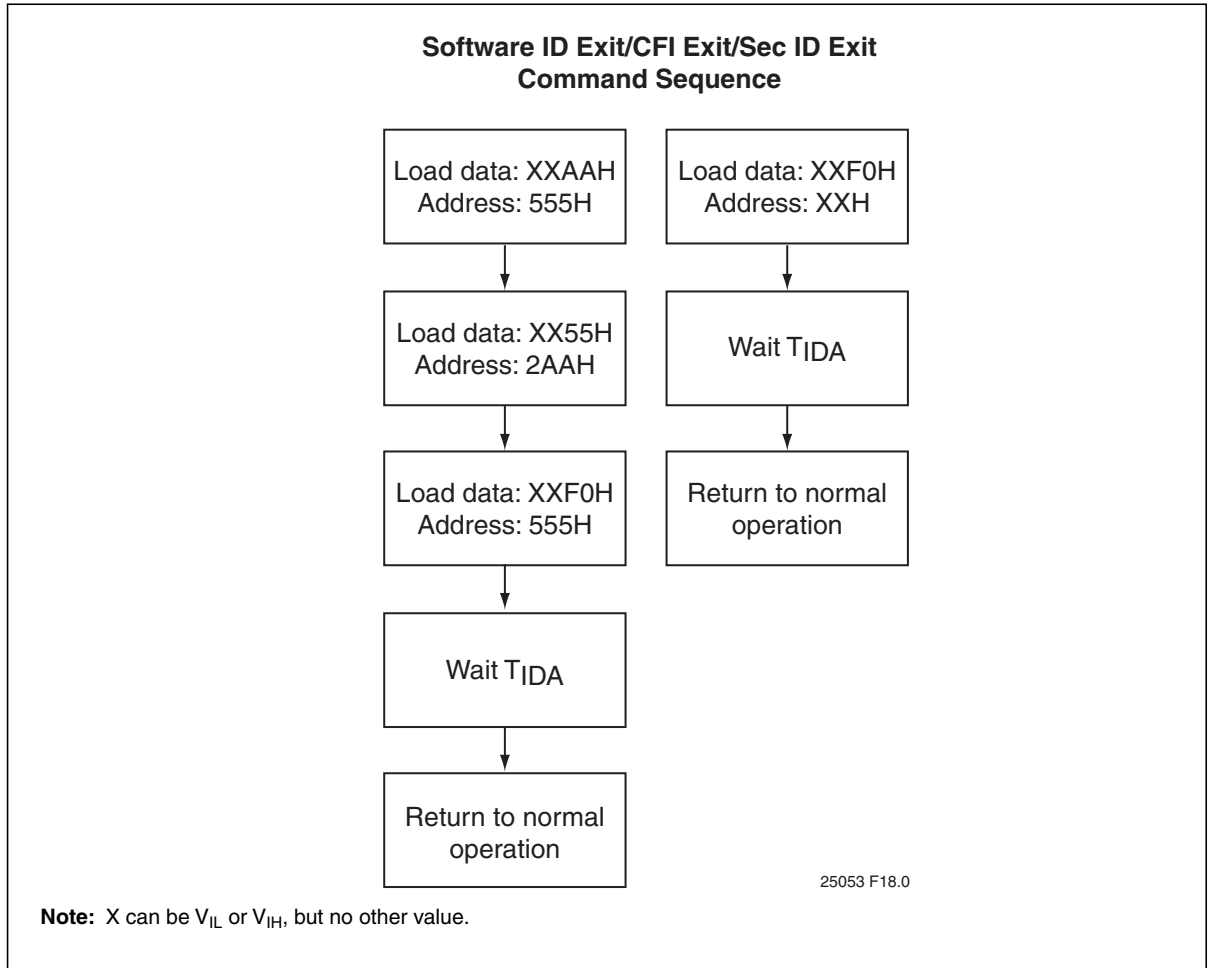 Software ID Exit/CFI Exit/Sec ID Exit
Command Sequence
Load data: XXAAH
Address: 555H
Load data: XX55H
Address: 2AAH
Load data: XXF0H
Address: 555H
Wait TIDA
Return to normal
operation
Load data: XXF0H
Address: XXH
Wait TIDA
Return to normal
operation
25053 F18.0
Note: X can be VIL or VIH, but no other value.